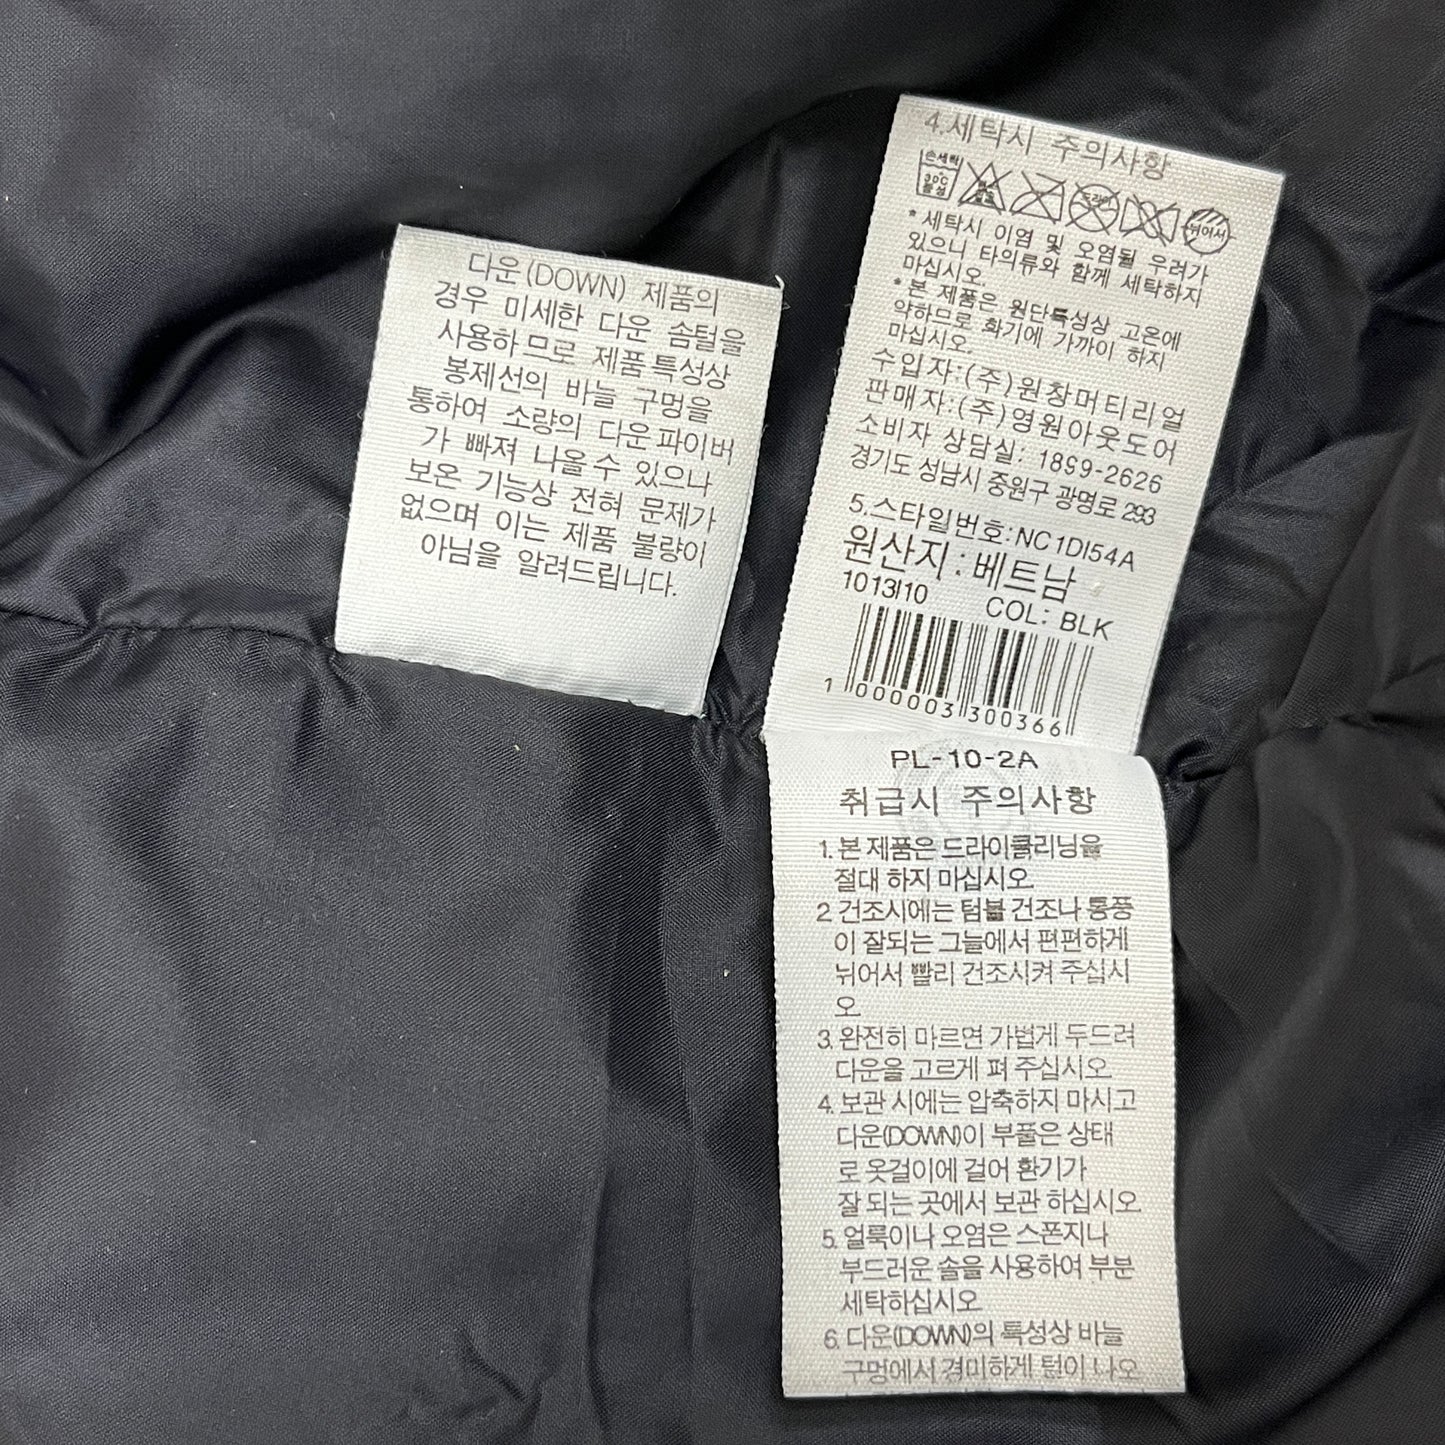 다운(DOWN) 제품의
경우 미세한 다운 솜털을
사용하므로 제품특성상
봉제선의 바늘 구멍을
통하여 소량의 다운파이버
가 빠져 나올수 있으나
보온 기능상 전혀 문제가
없으며 이는 제품 불량이
아님을 알려드립니다.
4.세탁시 주의사항
손세탁
30℃
중성
드라이
뉘어서
* 세탁시 이염 및 오염될 우려가
있으니 타의류와 함께 세탁하지
마십시오.
* 본 제품은 원단특성상 고온에
약하므로 화기에 가까이 하지
마십시오.
수입자:(주)원창머티리얼
판매자:(주)영원아웃도어
소비자 상담실: 1899-2626
경기도 성남시 중원구 광명로 293
5.스타일번호:NC1DI54A
원산지:베트남
1013I10 COL: BLK
1 000003 300366
PL-10-2A
취급시 주의사항
1. 본 제품은 드라이클리닝을
절대 하지 마십시오.
2. 건조시에는 텀블 건조나 통풍
이 잘되는 그늘에서 편편하게
뉘어서 빨리 건조시켜 주십시
오.
3. 완전히 마르면 가볍게 두드려
다운을 고르게 펴 주십시오.
4. 보관 시에는 압축하지 마시고
다운(DOWN)이 부풀은 상태
로 옷걸이에 걸어 환기가
잘 되는 곳에서 보관 하십시오.
5. 얼룩이나 오염은 스폰지나
부드러운 솔을 사용하여 부분
세탁하십시오.
6. 다운(DOWN)의 특성상 바늘
구멍에서 경미하게 털이 나오